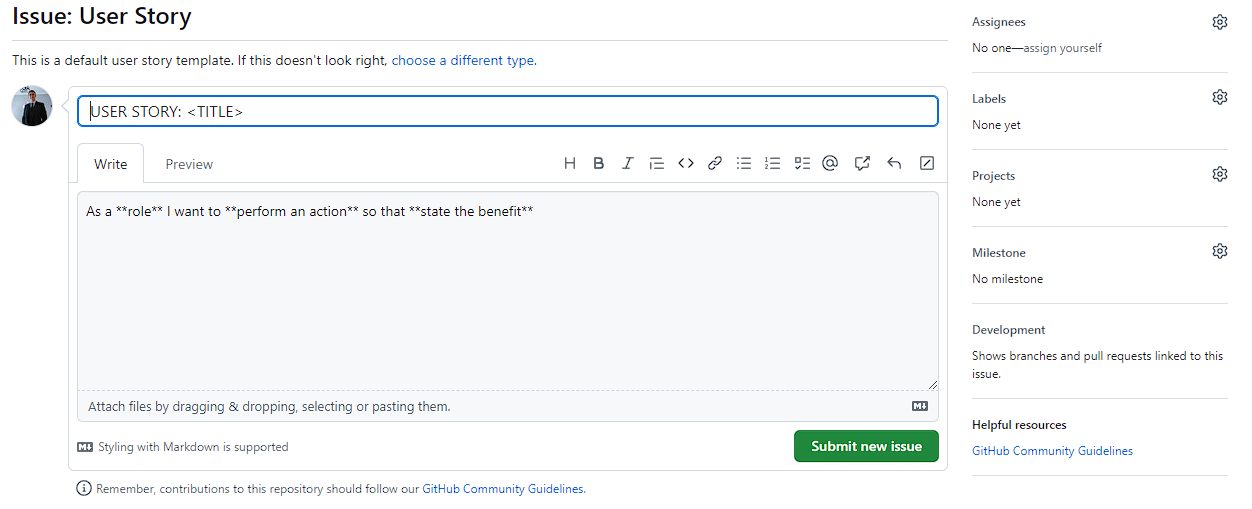 Issue: User Story
This is a default user story template. If this doesn't look right, choose a different type.
USER STORY: <TITLE>
Write
Preview
As a **role** I want to **perform an action** so that **state the benefit**
Attach files by dragging & dropping, selecting or pasting them.
Styling with Markdown is supported
Submit new issue
Remember, contributions to this repository should follow our GitHub Community Guidelines.
Assignees
No one—assign yourself
Labels
None yet
Projects
None yet
Milestone
No milestone
Development
Shows branches and pull requests linked to this
issue.
Helpful resources
GitHub Community Guidelines